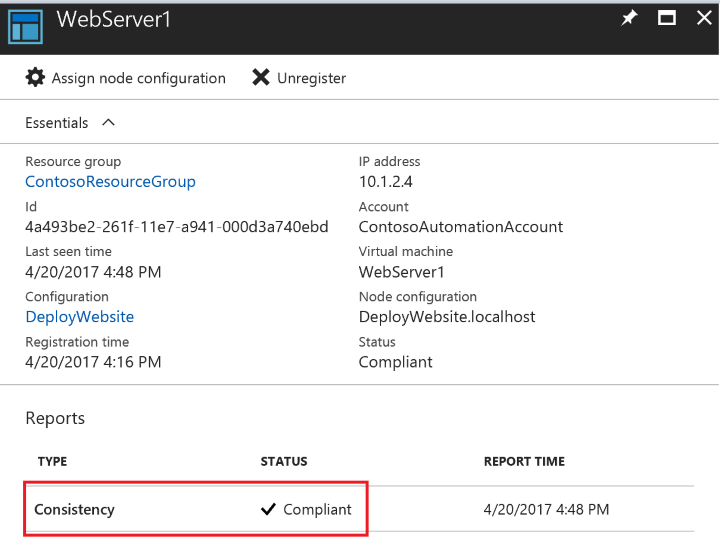 WebServer1
Assign node configuration Unregister
Essentials
Resource group IP address
ContosoResourceGroup 10.1.2.4
Id Account
4a493be2-261f-11e7-a941-000d3a740ebd ContosoAutomationAccount
Last seen time Virtual machine
4/20/2017 4:48 PM WebServer1
Configuration Node configuration
DeployWebsite DeployWebsite.localhost
Registration time Status
4/20/2017 4:16 PM Compliant
Reports
TYPE STATUS REPORT TIME
Consistency Compliant 4/20/2017 4:48 PM